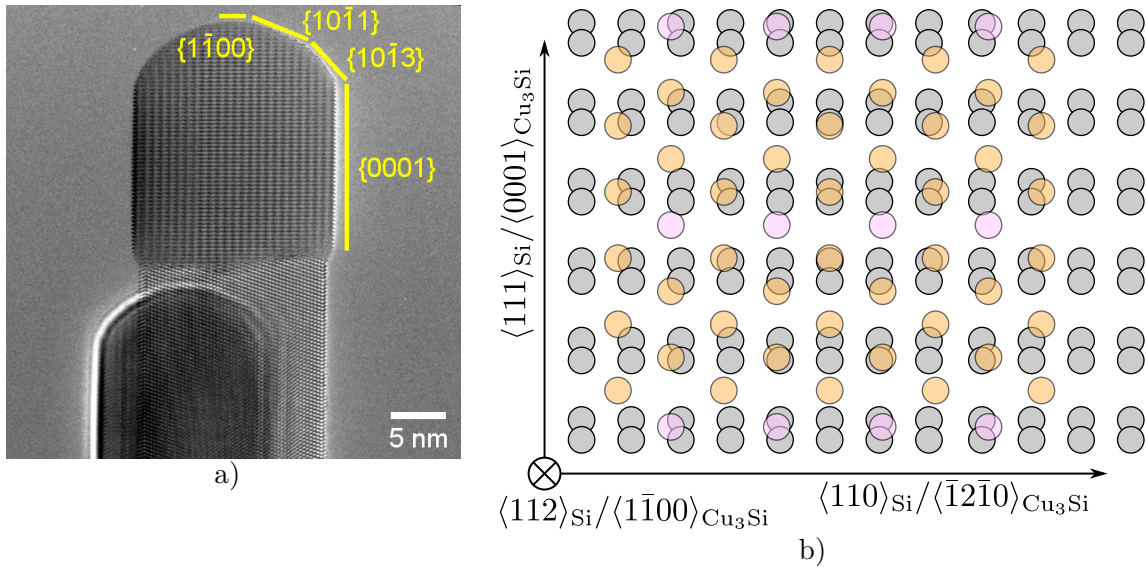 {11̄00}
{101̄1}
{101̄3}
{0001}
5 nm
a)
⟨111⟩Si/⟨0001⟩Cu₃Si
⟨112⟩Si/⟨11̄00⟩Cu₃Si
⟨110⟩Si/⟨1̄21̄0⟩Cu₃Si
b)